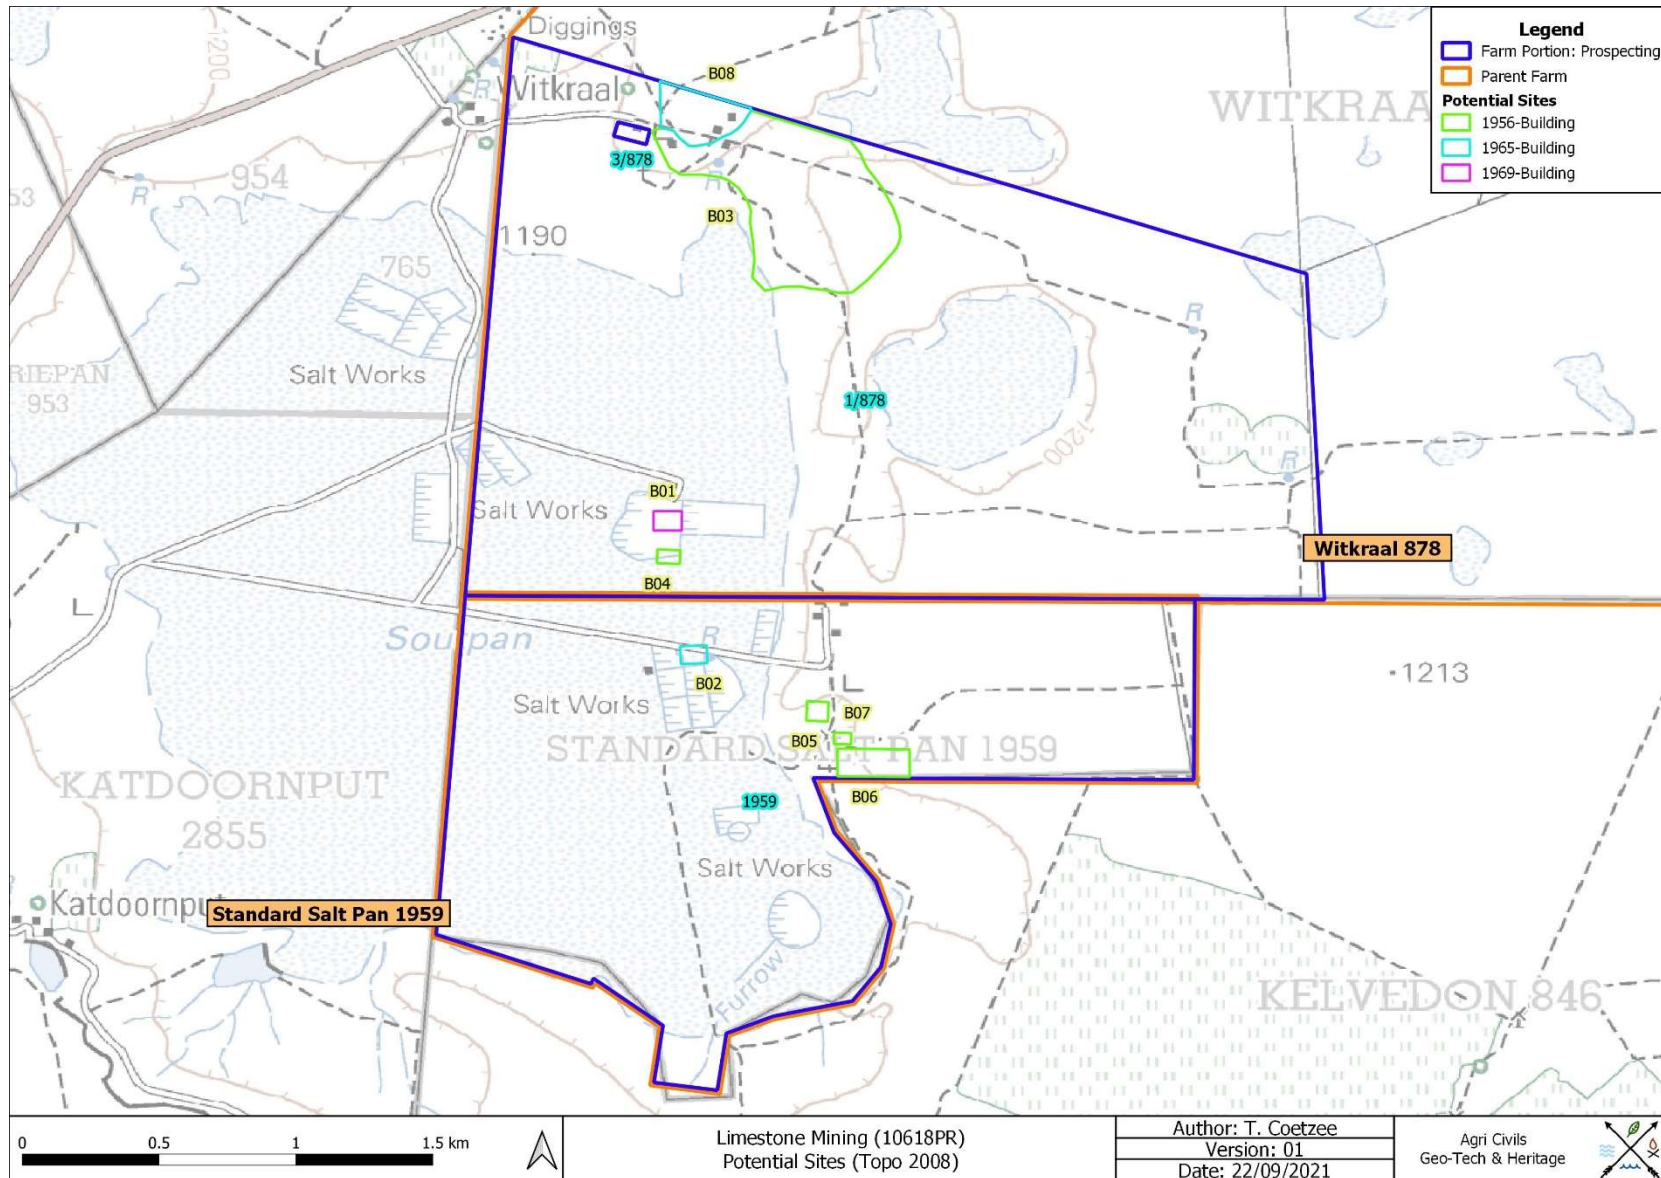 Diggings
Legend
Farm Portion: Prospecting
Parent Farm
Potential Sites
1956-Building
1965-Building
1969-Building
1200
B08
Witkraal
WITKRAA
R
R
3/878
954
R
53
R
B03
1190
765
R
Salt Works
RIEPAN
953
1/878
1200
R
B01
Salt Works
Witkraal 878
B04
Soutpan
R
B02
1213
Salt Works
B07
B05
STANDARD SALT PAN 1959
KATDOORNPUT
2855
B06
1959
Salt Works
Katdoornput
Standard Salt Pan 1959
Furrow
KELVEDON 846
0 0.5 1 1.5 km
Limestone Mining (10618PR)
Potential Sites (Topo 2008)
Author: T. Coetzee
Version: 01
Date: 22/09/2021
Agri Civils
Geo-Tech & Heritage